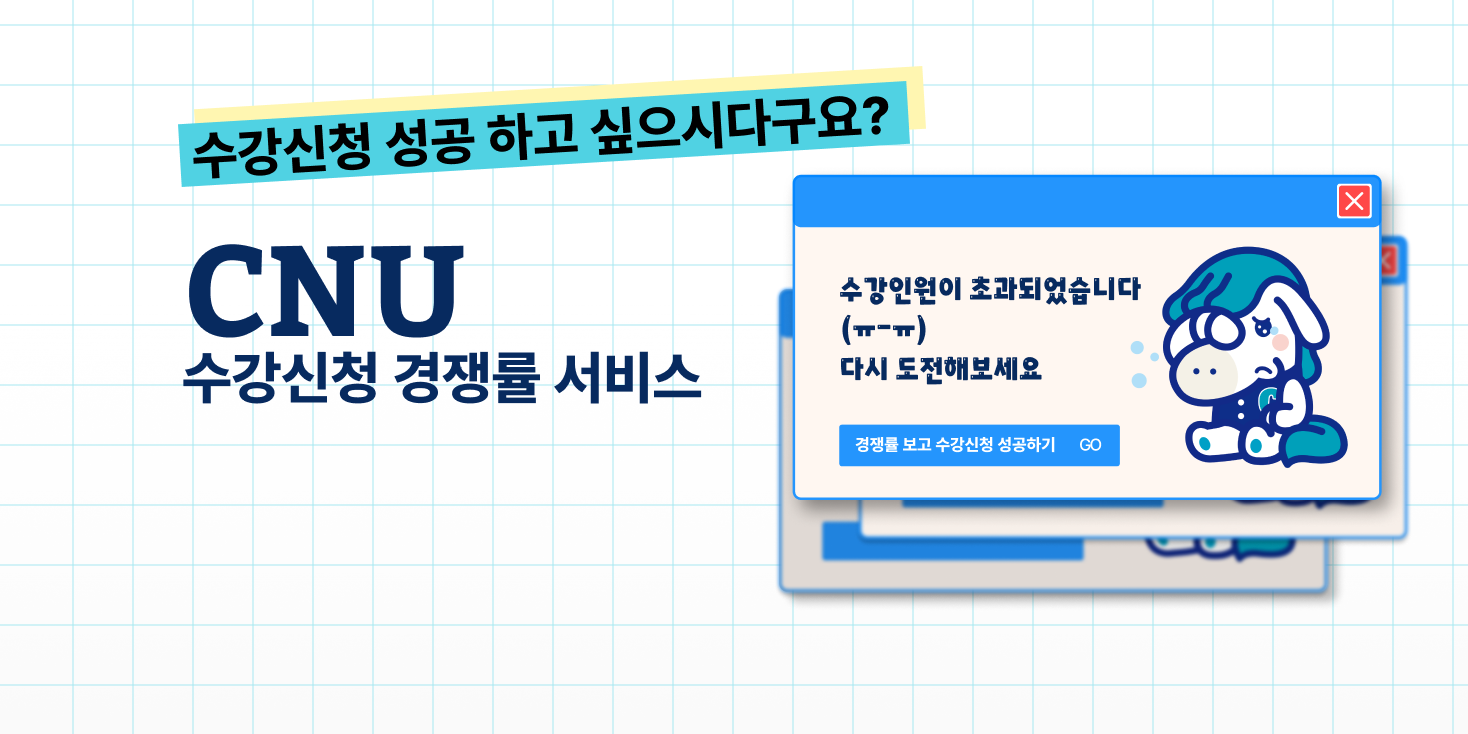 수강신청 성공 하고 싶으시다구요?
CNU
수강신청 경쟁률 서비스
수강인원이 초과되었습니다
(ㅠ-ㅠ)
다시 도전해보세요
경쟁률 보고 수강신청 성공하기 GO